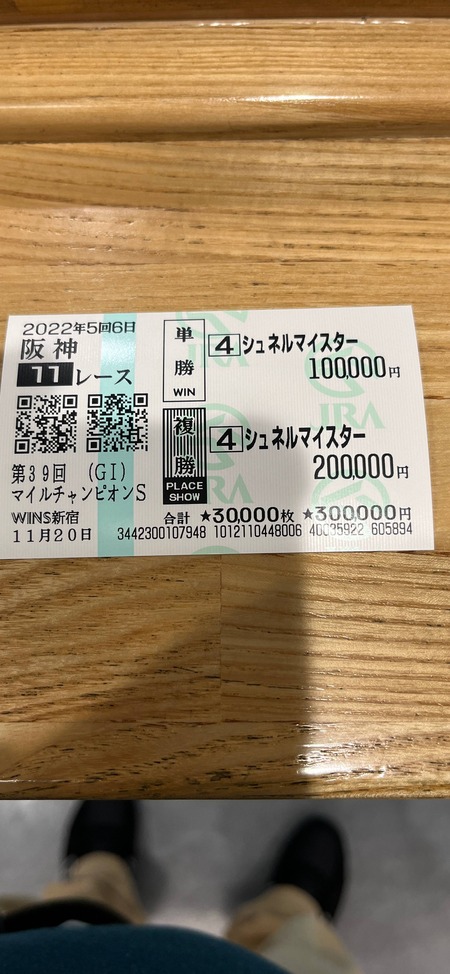 2022年5回6日
阪神
11レース
第39回 (GI)
マイルチャンピオンS
WINS新宿
11月20日
単勝
WIN
4 シュネルマイスター
100,000円
複勝
PLACE
SHOW
4 シュネルマイスター
200,000円
合計 ★30,000枚 ★300,000円
3442300107948 1012110448006 40035922 605894
JRA
JRA
JRA